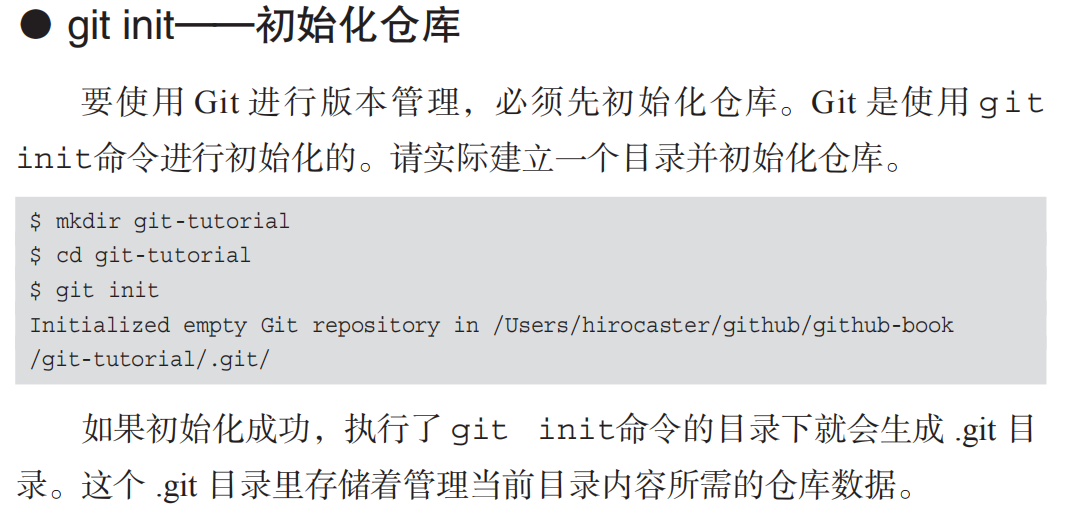 ● git init——初始化仓库
要使用 Git 进行版本管理，必须先初始化仓库。Git 是使用 git
init命令进行初始化的。请实际建立一个目录并初始化仓库。
$ mkdir git-tutorial
$ cd git-tutorial
$ git init
Initialized empty Git repository in /Users/hirocaster/github/github-book
/git-tutorial/.git/
如果初始化成功，执行了 git init命令的目录下就会生成 .git 目
录。这个 .git 目录里存储着管理当前目录内容所需的仓库数据。